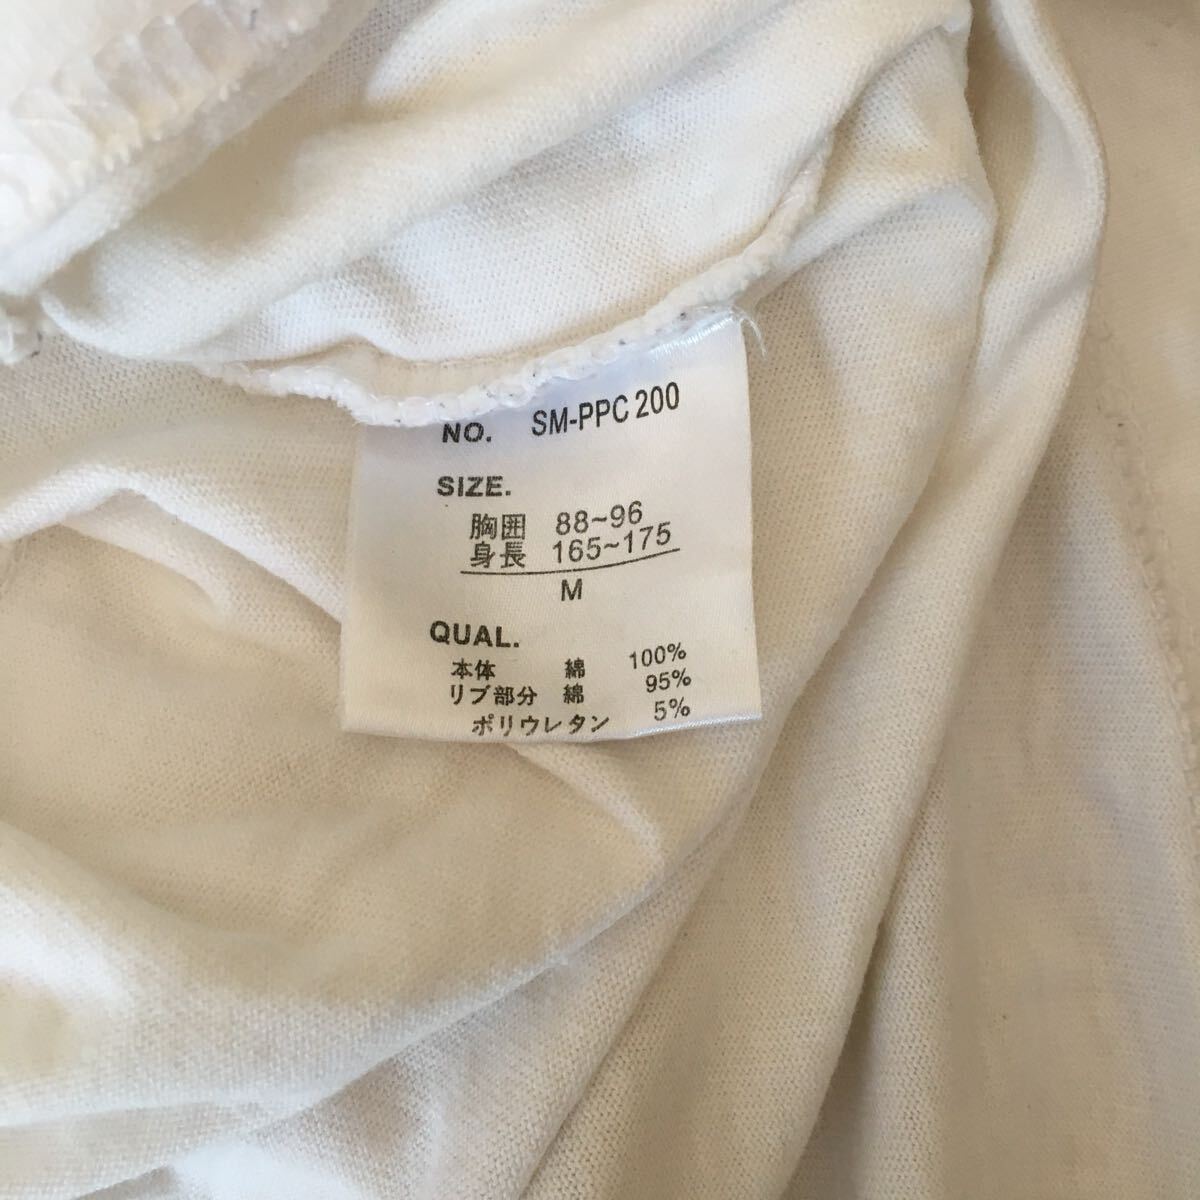 NO. SM-PPC 200
SIZE.
胸囲 88~96
身長 165~175
M
QUAL.
本体 綿 100%
リブ部分 綿 95%
ポリウレタン 5%